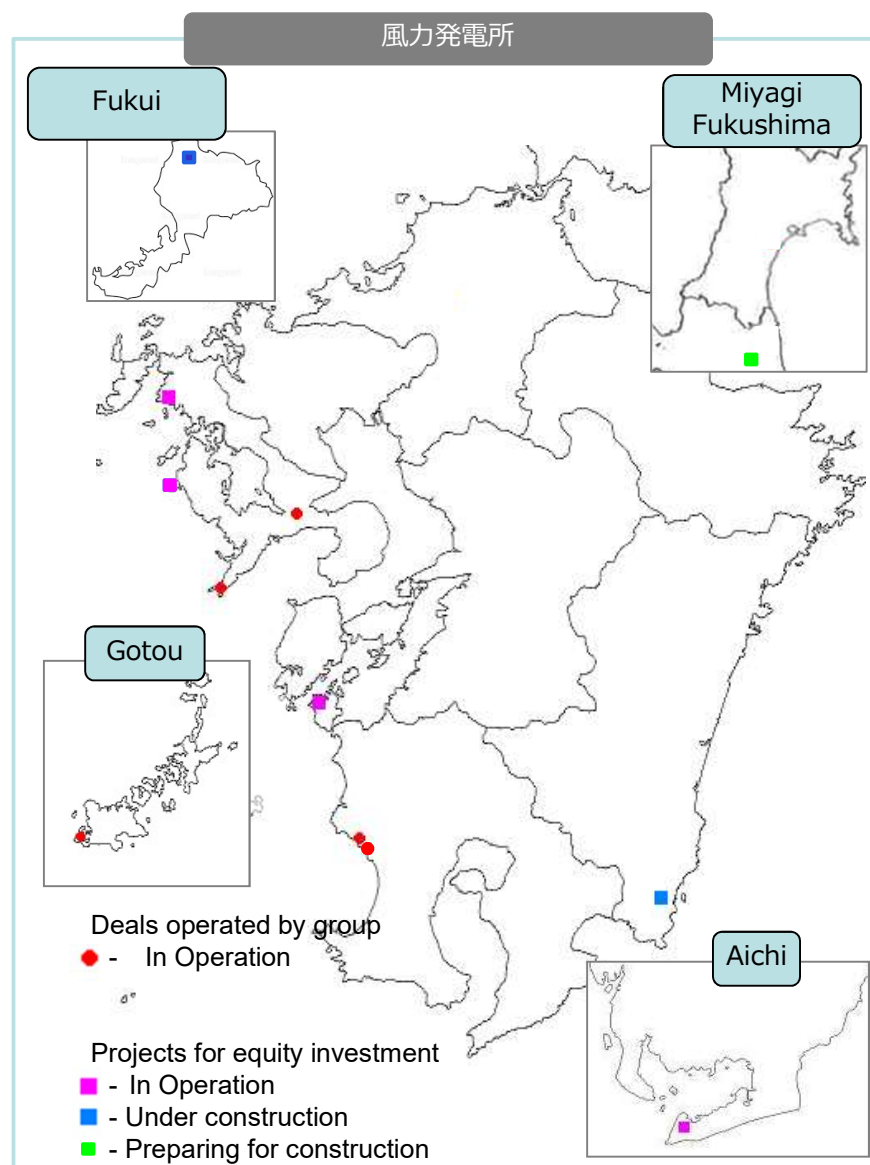 風力発電所
Fukui
Miyagi
Fukushima
Gotou
Deals operated by group
- In Operation
Aichi
Projects for equity investment
- In Operation
- Under construction
- Preparing for construction